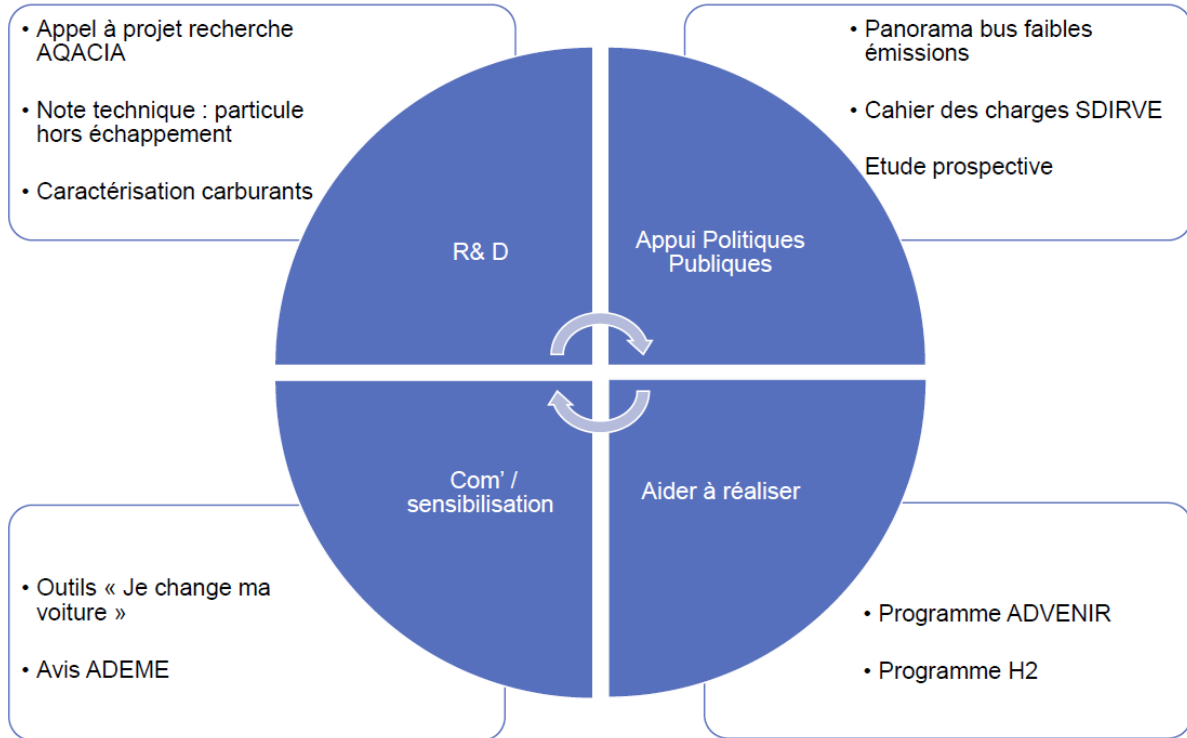 • Appel à projet recherche
AQACIA
• Note technique : particule
hors échappement
• Caractérisation carburants
• Panorama bus faibles
émissions
• Cahier des charges SDIRVE
Etude prospective
R& D
Appui Politiques
Publiques
Com’ /
sensibilisation
Aider à réaliser
• Outils « Je change ma
voiture »
• Avis ADEME
• Programme ADVENIR
• Programme H2